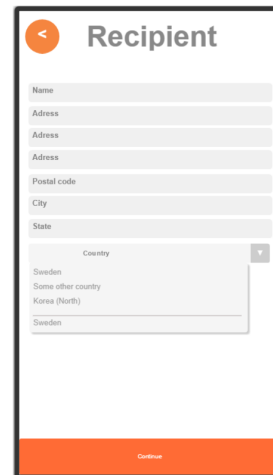 < Recipient
Name
Adress
Adress
Adress
Postal code
City
State
Country ▼
Sweden
Some other country
Korea (North)
Sweden
Continue